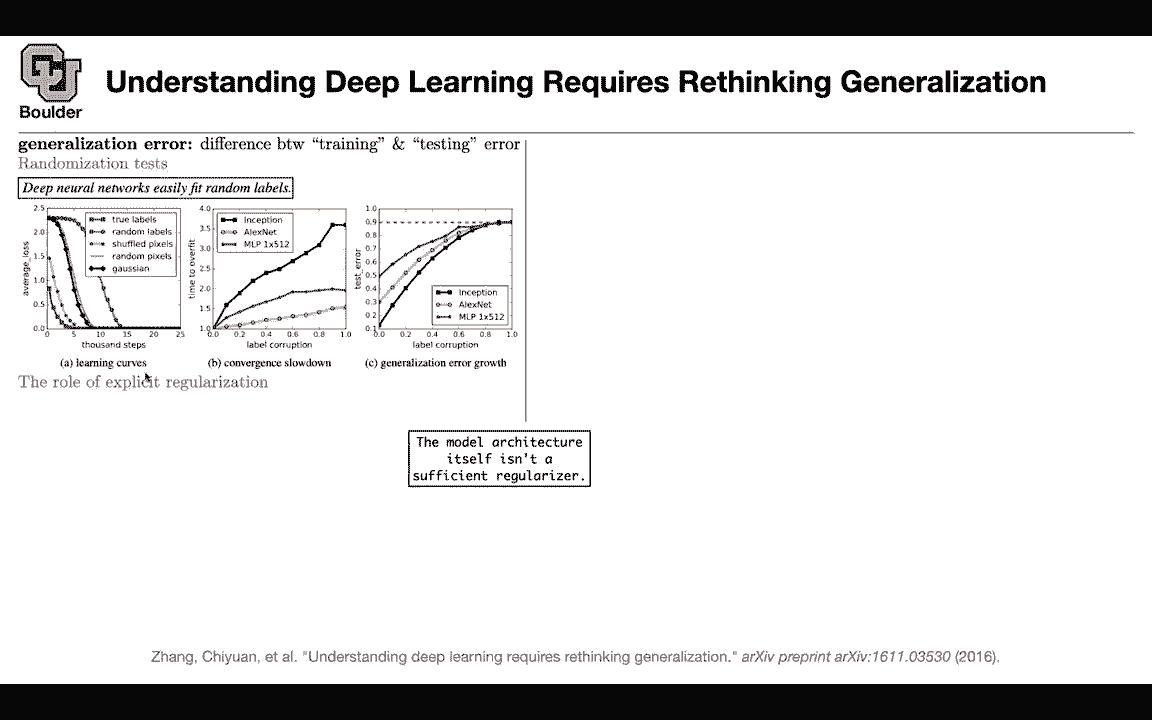 Boulder
Understanding Deep Learning Requires Rethinking Generalization
generalization error: difference btw “training” & “testing” error
Randomization tests
Deep neural networks easily fit random labels.
2.5
2.0
1.5
1.0
0.5
0.0
average_loss
true labels
random labels
shuffled pixels
random pixels
gaussian
0 5 10 15 20 25
thousand steps
(a) learning curves
4.0
3.5
3.0
2.5
2.0
1.5
1.0
time to overfit
Inception
AlexNet
MLP 1x512
0.0 0.2 0.4 0.6 0.8 1.0
label corruption
(b) convergence slowdown
1.0
0.9
0.8
0.7
0.6
0.5
0.4
0.3
0.2
0.1
test_error
Inception
AlexNet
MLP 1x512
0.0 0.2 0.4 0.6 0.8 1.0
label corruption
(c) generalization error growth
The role of explicit regularization
The model architecture
itself isn't a
sufficient regularizer.
Zhang, Chiyuan, et al. "Understanding deep learning requires rethinking generalization." arXiv preprint arXiv:1611.03530 (2016).